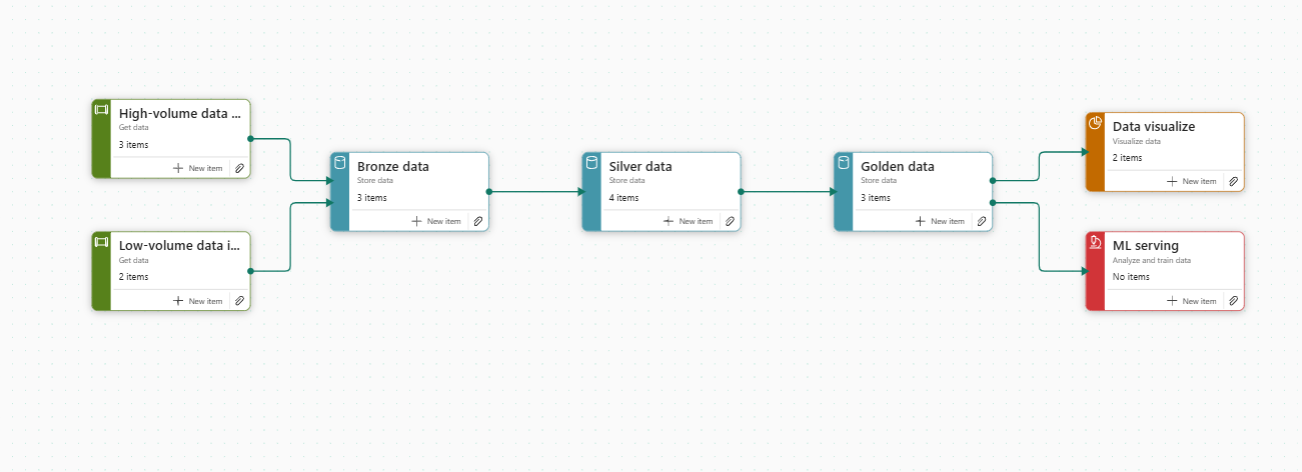 High-volume data ...
Get data
3 items
New item
Low-volume data i...
Get data
2 items
New item
Bronze data
Store data
3 items
New item
Silver data
Store data
4 items
New item
Golden data
Store data
3 items
New item
Data visualize
Visualize data
2 items
New item
ML serving
Analyze and train data
No items
New item